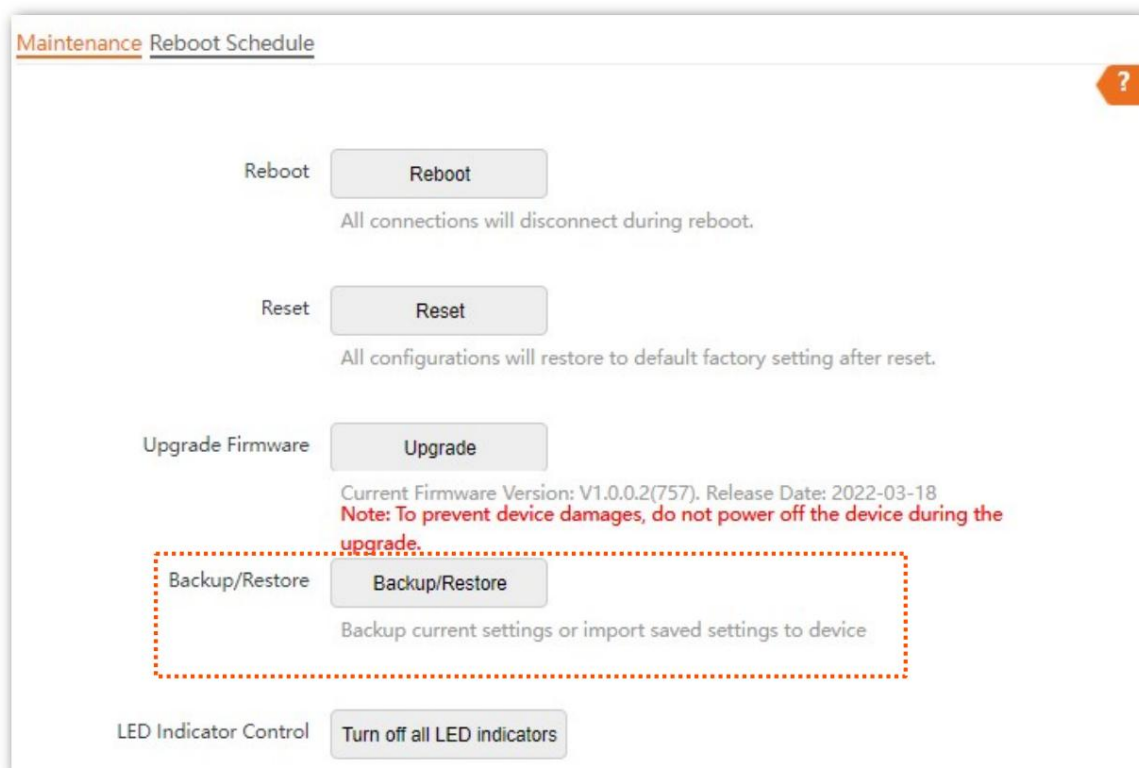 Maintenance Reboot Schedule
?
Reboot Reboot
All connections will disconnect during reboot.
Reset Reset
All configurations will restore to default factory setting after reset.
Upgrade Firmware Upgrade
Current Firmware Version: V1.0.0.2(757). Release Date: 2022-03-18
Note: To prevent device damages, do not power off the device during the
upgrade.
Backup/Restore Backup/Restore
Backup current settings or import saved settings to device
LED Indicator Control Turn off all LED indicators